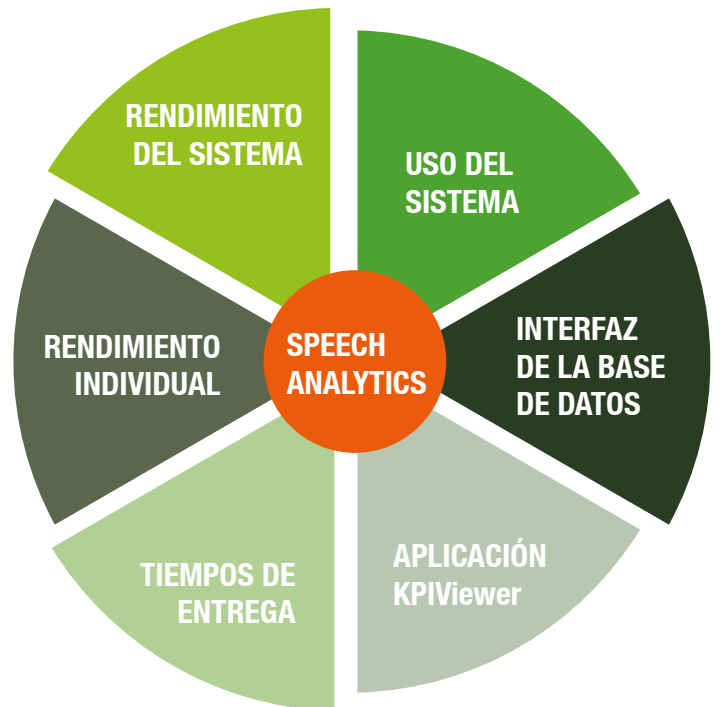 RENDIMIENTO
DEL SISTEMA
USO DEL
SISTEMA
RENDIMIENTO
INDIVIDUAL
SPEECH
ANALYTICS
INTERFAZ
DE LA BASE
DE DATOS
TIEMPOS DE
ENTREGA
APLICACIÓN
KPIViewer